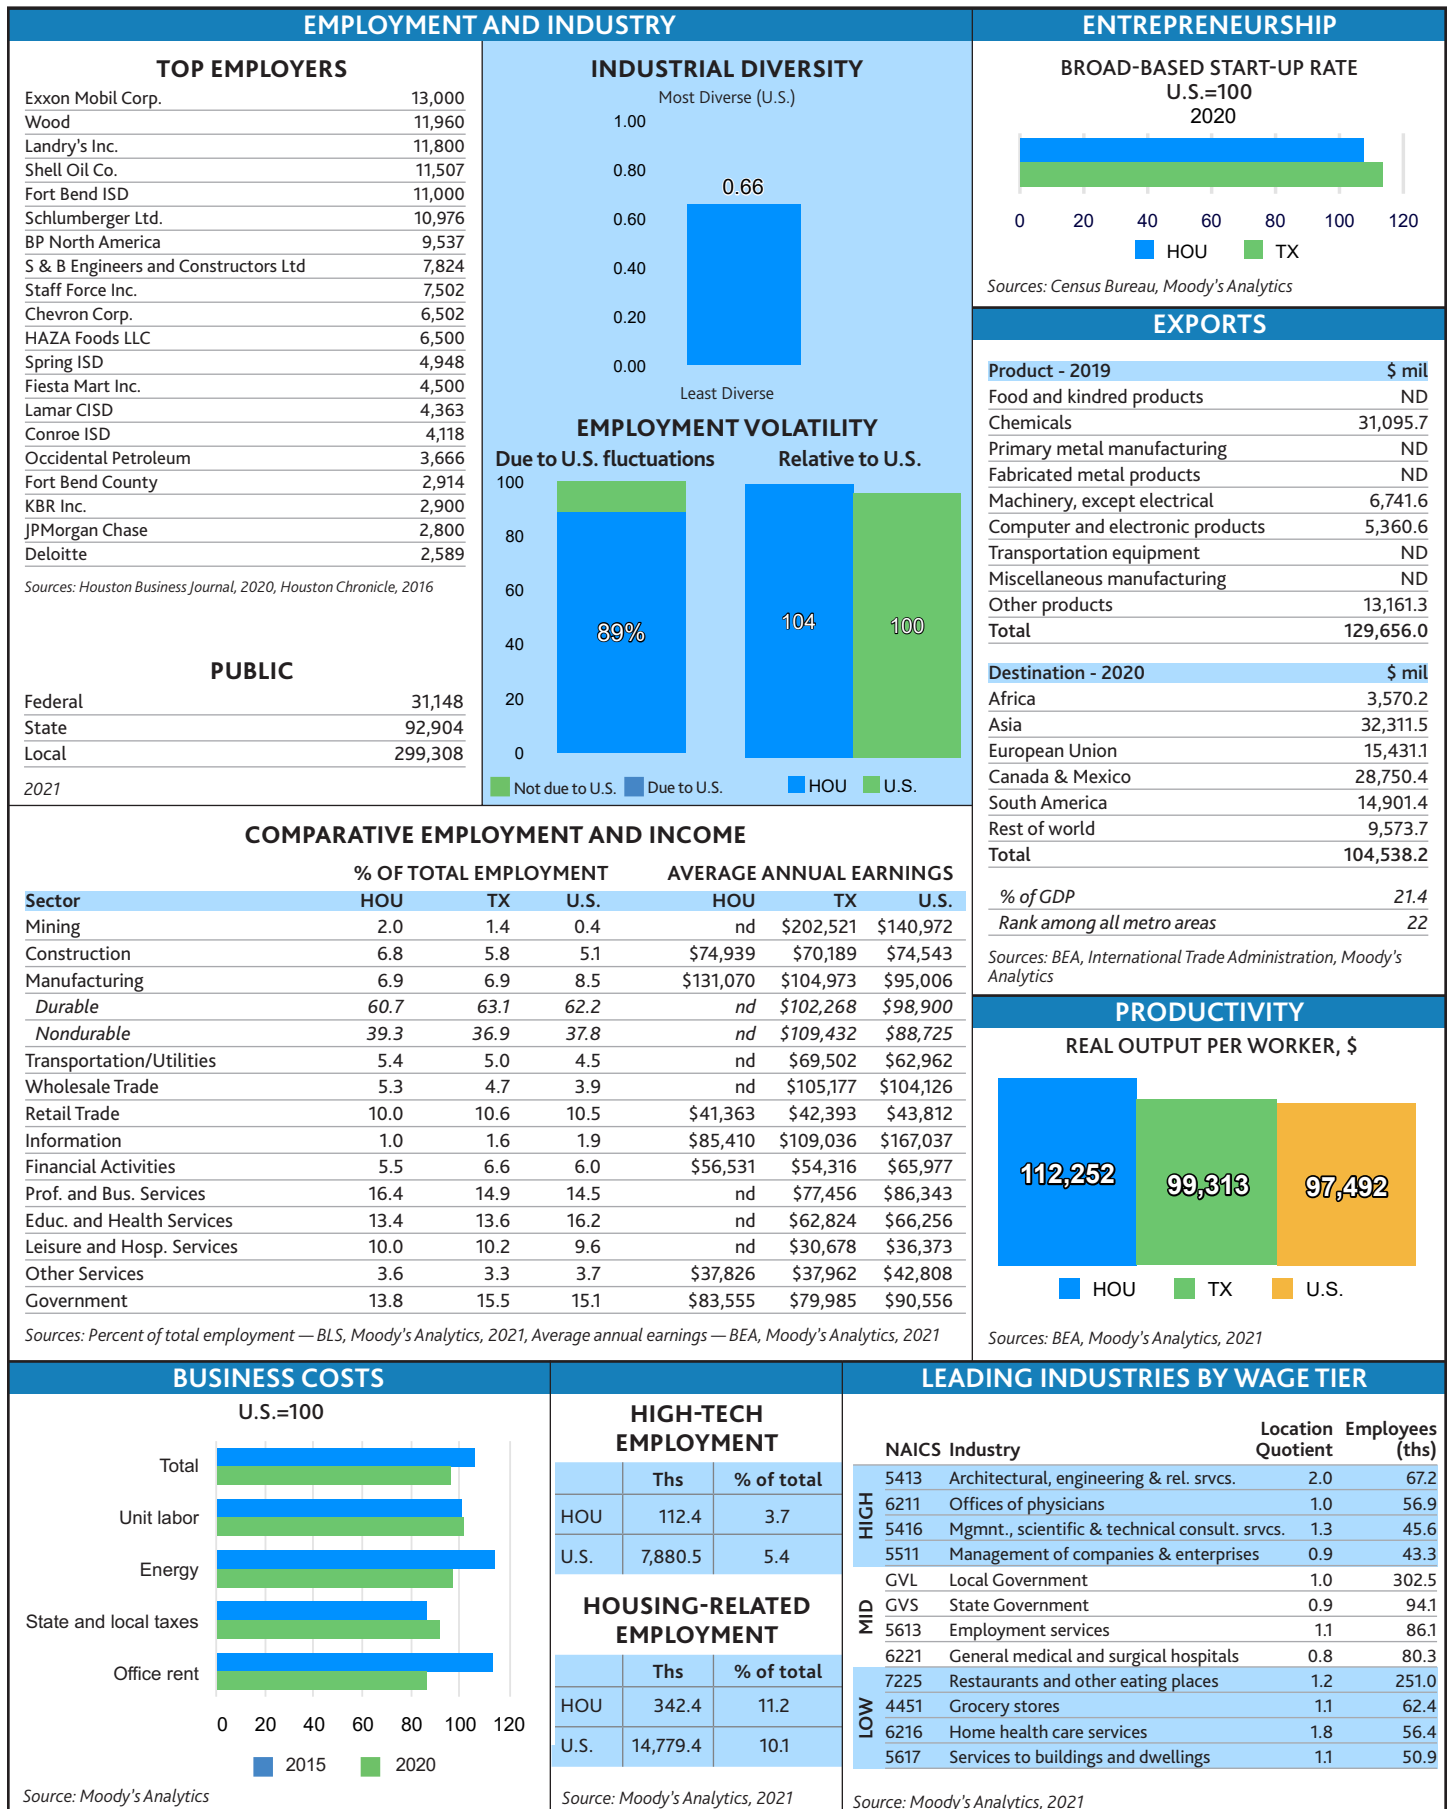 EMPLOYMENT AND INDUSTRY
TOP EMPLOYERS
Exxon Mobil Corp. 13,000
Wood 11,960
Landry's Inc. 11,800
Shell Oil Co. 11,507
Fort Bend ISD 11,000
Schlumberger Ltd. 10,976
BP North America 9,537
S & B Engineers and Constructors Ltd 7,824
Staff Force Inc. 7,502
Chevron Corp. 6,502
HAZA Foods LLC 6,500
Spring ISD 4,948
Fiesta Mart Inc. 4,500
Lamar CISD 4,363
Conroe ISD 4,118
Occidental Petroleum 3,666
Fort Bend County 2,914
KBR Inc. 2,900
JPMorgan Chase 2,800
Deloitte 2,589
Sources: Houston Business Journal, 2020, Houston Chronicle, 2016
PUBLIC
Federal 31,148
State 92,904
Local 299,308
2021
INDUSTRIAL DIVERSITY
Most Diverse (U.S.)
1.00
0.80
0.66
0.60
0.40
0.20
0.00
Least Diverse
EMPLOYMENT VOLATILITY
Due to U.S. fluctuations Relative to U.S.
100
80
60
40
20
0
89%
104
100
Not due to U.S. Due to U.S.
HOU U.S.
ENTREPRENEURSHIP
BROAD-BASED START-UP RATE
U.S.=100
2020
0 20 40 60 80 100 120
HOU TX
Sources: Census Bureau, Moody's Analytics
EXPORTS
Product - 2019 $ mil
Food and kindred products ND
Chemicals 31,095.7
Primary metal manufacturing ND
Fabricated metal products ND
Machinery, except electrical 6,741.6
Computer and electronic products 5,360.6
Transportation equipment ND
Miscellaneous manufacturing ND
Other products 13,161.3
Total 129,656.0
Destination - 2020 $ mil
Africa 3,570.2
Asia 32,311.5
European Union 15,431.1
Canada & Mexico 28,750.4
South America 14,901.4
Rest of world 9,573.7
Total 104,538.2
% of GDP 21.4
Rank among all metro areas 22
Sources: BEA, International Trade Administration, Moody's
Analytics
COMPARATIVE EMPLOYMENT AND INCOME
% OF TOTAL EMPLOYMENT AVERAGE ANNUAL EARNINGS
Sector HOU TX U.S. HOU TX U.S.
Mining 2.0 1.4 0.4 nd $202,521 $140,972
Construction 6.8 5.8 5.1 $74,939 $70,189 $74,543
Manufacturing 6.9 6.9 8.5 $131,070 $104,973 $95,006
Durable 60.7 63.1 62.2 nd $102,268 $98,900
Nondurable 39.3 36.9 37.8 nd $109,432 $88,725
Transportation/Utilities 5.4 5.0 4.5 nd $69,502 $62,962
Wholesale Trade 5.3 4.7 3.9 nd $105,177 $104,126
Retail Trade 10.0 10.6 10.5 $41,363 $42,393 $43,812
Information 1.0 1.6 1.9 $85,410 $109,036 $167,037
Financial Activities 5.5 6.6 6.0 $56,531 $54,316 $65,977
Prof. and Bus. Services 16.4 14.9 14.5 nd $77,456 $86,343
Educ. and Health Services 13.4 13.6 16.2 nd $62,824 $66,256
Leisure and Hosp. Services 10.0 10.2 9.6 nd $30,678 $36,373
Other Services 3.6 3.3 3.7 $37,826 $37,962 $42,808
Government 13.8 15.5 15.1 $83,555 $79,985 $90,556
Sources: Percent of total employment — BLS, Moody's Analytics, 2021, Average annual earnings — BEA, Moody's Analytics, 2021
PRODUCTIVITY
REAL OUTPUT PER WORKER, $
112,252
99,313
97,492
HOU TX U.S.
Sources: BEA, Moody's Analytics, 2021
BUSINESS COSTS
U.S.=100
Total
Unit labor
Energy
State and local taxes
Office rent
0 20 40 60 80 100 120
2015 2020
Source: Moody's Analytics
HIGH-TECH
EMPLOYMENT
Ths % of total
HOU 112.4 3.7
U.S. 7,880.5 5.4
HOUSING-RELATED
EMPLOYMENT
Ths % of total
HOU 342.4 11.2
U.S. 14,779.4 10.1
Source: Moody's Analytics, 2021
LEADING INDUSTRIES BY WAGE TIER
Location Employees
NAICS Industry Quotient (ths)
HIGH
5413 Architectural, engineering & rel. srvcs. 2.0 67.2
6211 Offices of physicians 1.0 56.9
5416 Mgmnt., scientific & technical consult. srvcs. 1.3 45.6
5511 Management of companies & enterprises 0.9 43.3
MID
GVL Local Government 1.0 302.5
GVS State Government 0.9 94.1
5613 Employment services 1.1 86.1
6221 General medical and surgical hospitals 0.8 80.3
LOW
7225 Restaurants and other eating places 1.2 251.0
4451 Grocery stores 1.1 62.4
6216 Home health care services 1.8 56.4
5617 Services to buildings and dwellings 1.1 50.9
Source: Moody's Analytics, 2021